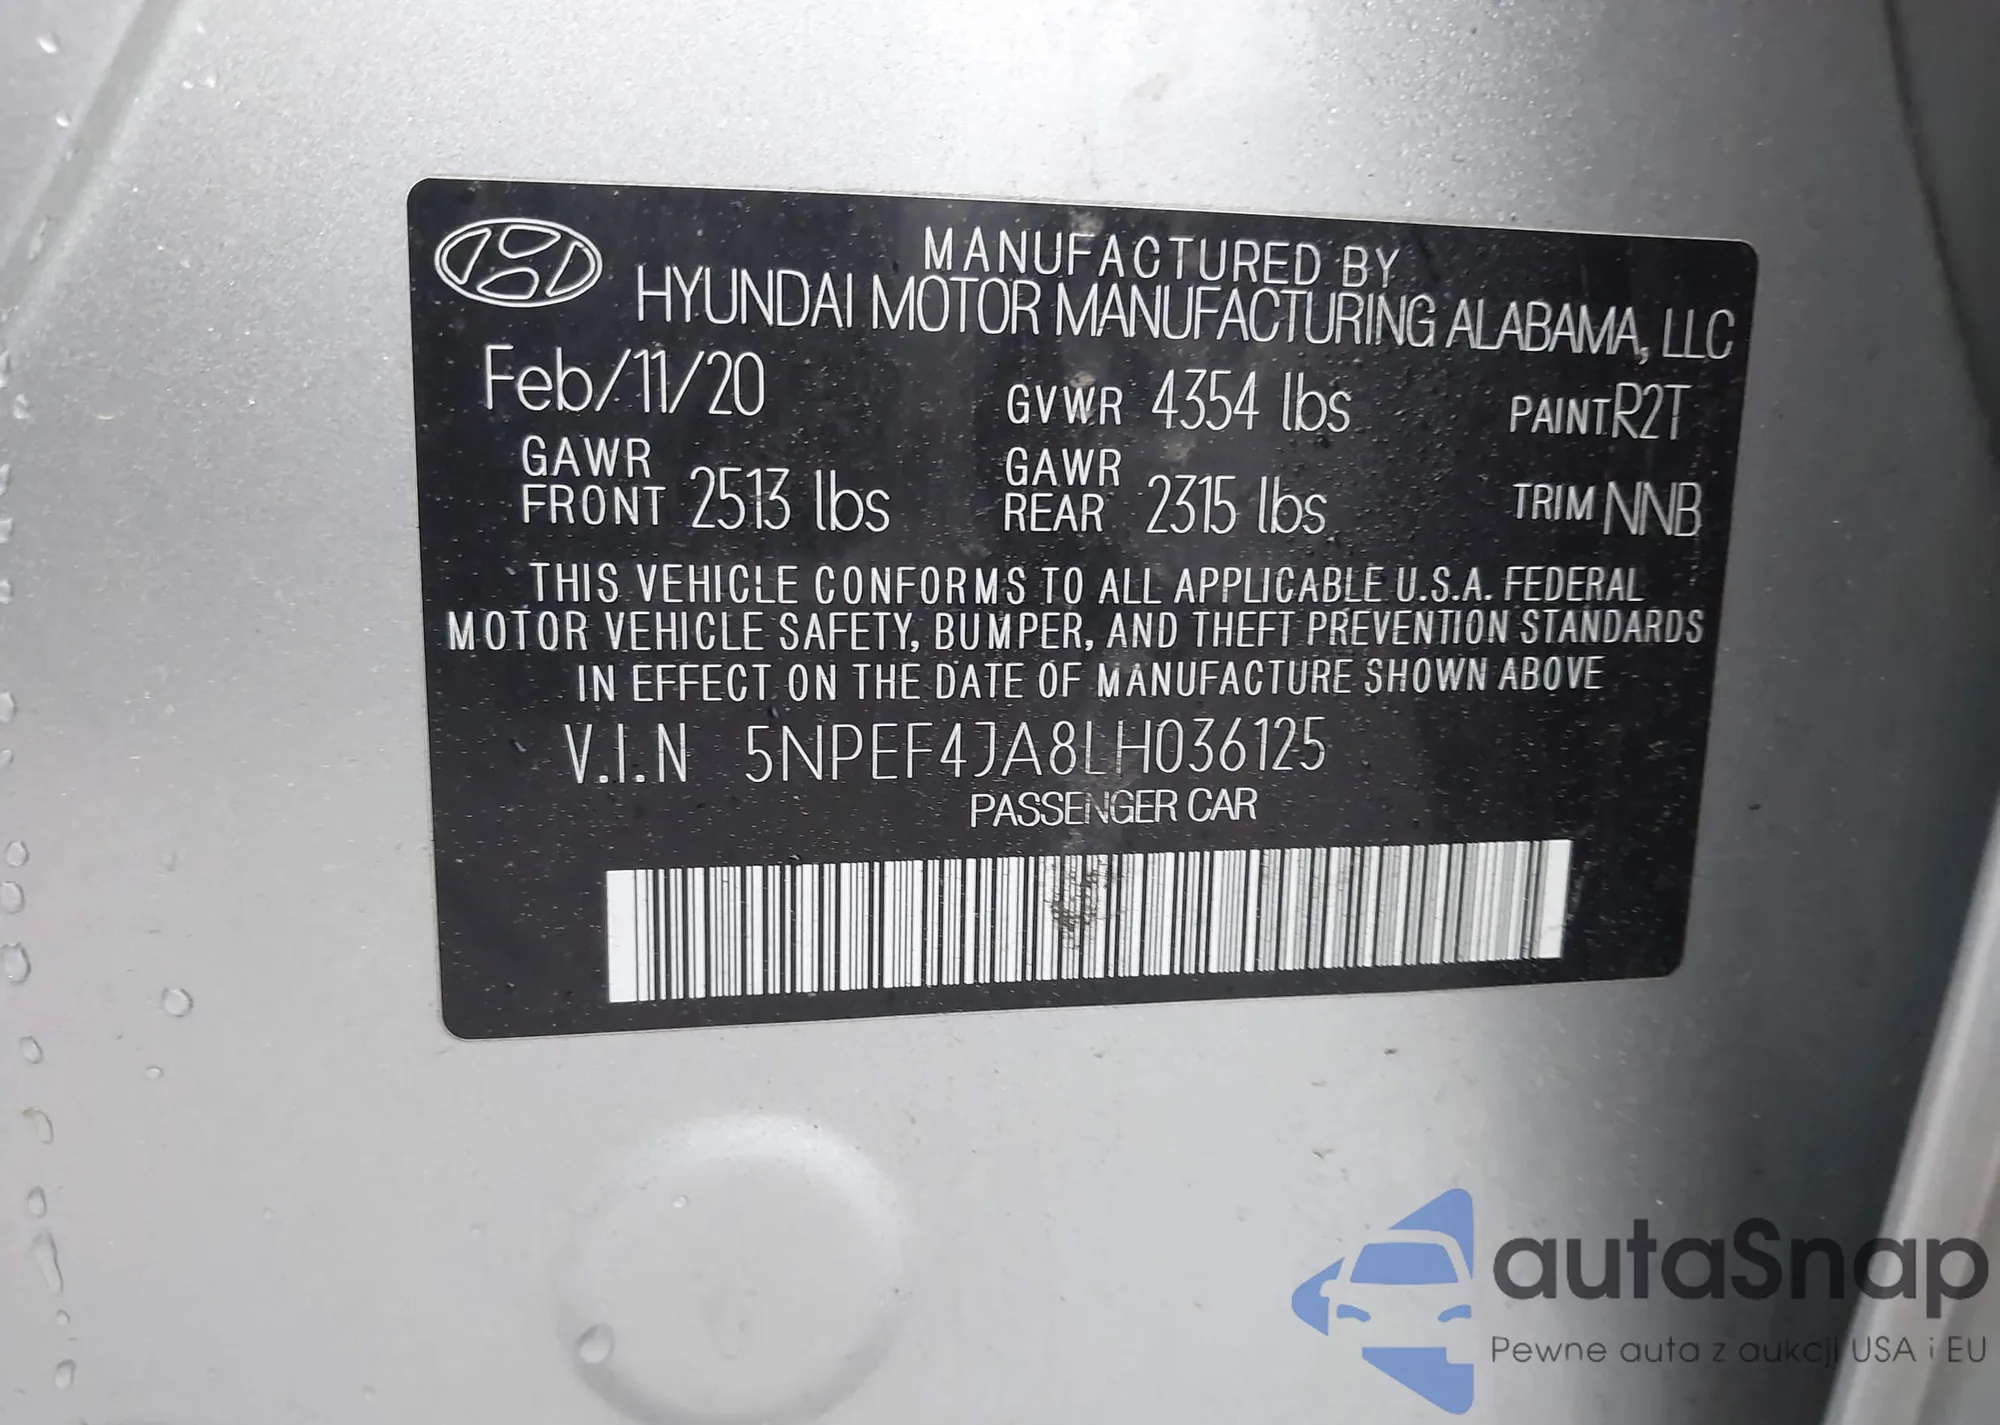 MANUFACTURED BY
HYUNDAI MOTOR MANUFACTURING ALABAMA, LLC
Feb/11/20 GVWR 4354 lbs PAINT R2T
GAWR FRONT 2513 lbs GAWR REAR 2315 lbs TRIM NNB
THIS VEHICLE CONFORMS TO ALL APPLICABLE U.S.A. FEDERAL
MOTOR VEHICLE SAFETY, BUMPER, AND THEFT PREVENTION STANDARDS
IN EFFECT ON THE DATE OF MANUFACTURE SHOWN ABOVE
V.I.N 5NPEF4JA8LH036125
PASSENGER CAR
autaSnap
Pewne auta z aukcji USA i EU